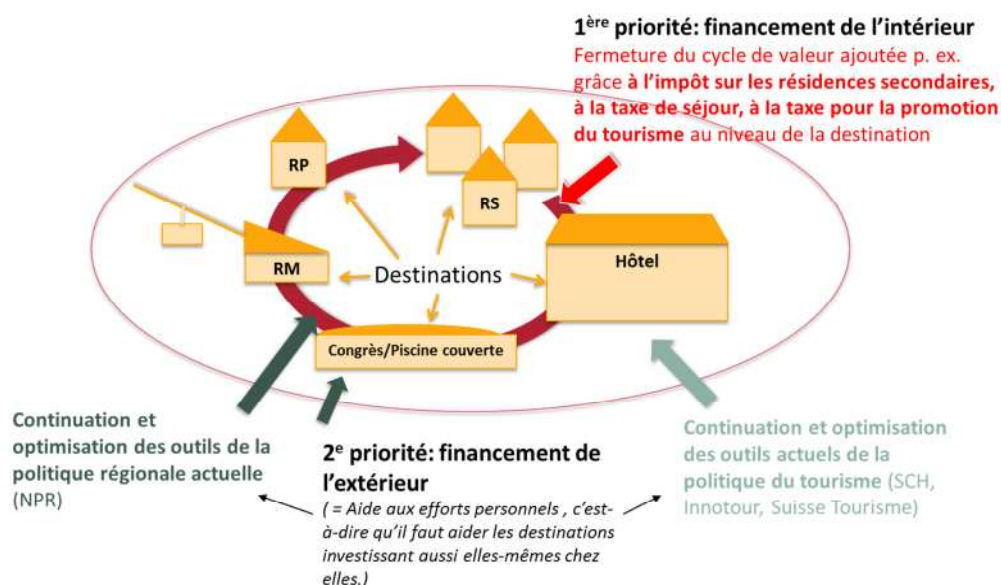 1ère priorité: financement de l'intérieur
Fermeture du cycle de valeur ajoutée p. ex.
grâce à l'impôt sur les résidences secondaires,
à la taxe de séjour, à la taxe pour la promotion
du tourisme au niveau de la destination
RP
RS
RM
Destinations
Hôtel
Congrès/Piscine couverte
Continuation et
optimisation des outils de la
politique régionale actuelle
(NPR)
2e priorité: financement de
l'extérieur
( = Aide aux efforts personnels , c'est-
à-dire qu'il faut aider les destinations
investissant aussi elles-mêmes chez
elles.)
Continuation et optimisation
des outils actuels de la
politique du tourisme (SCH,
Innotour, Suisse Tourisme)